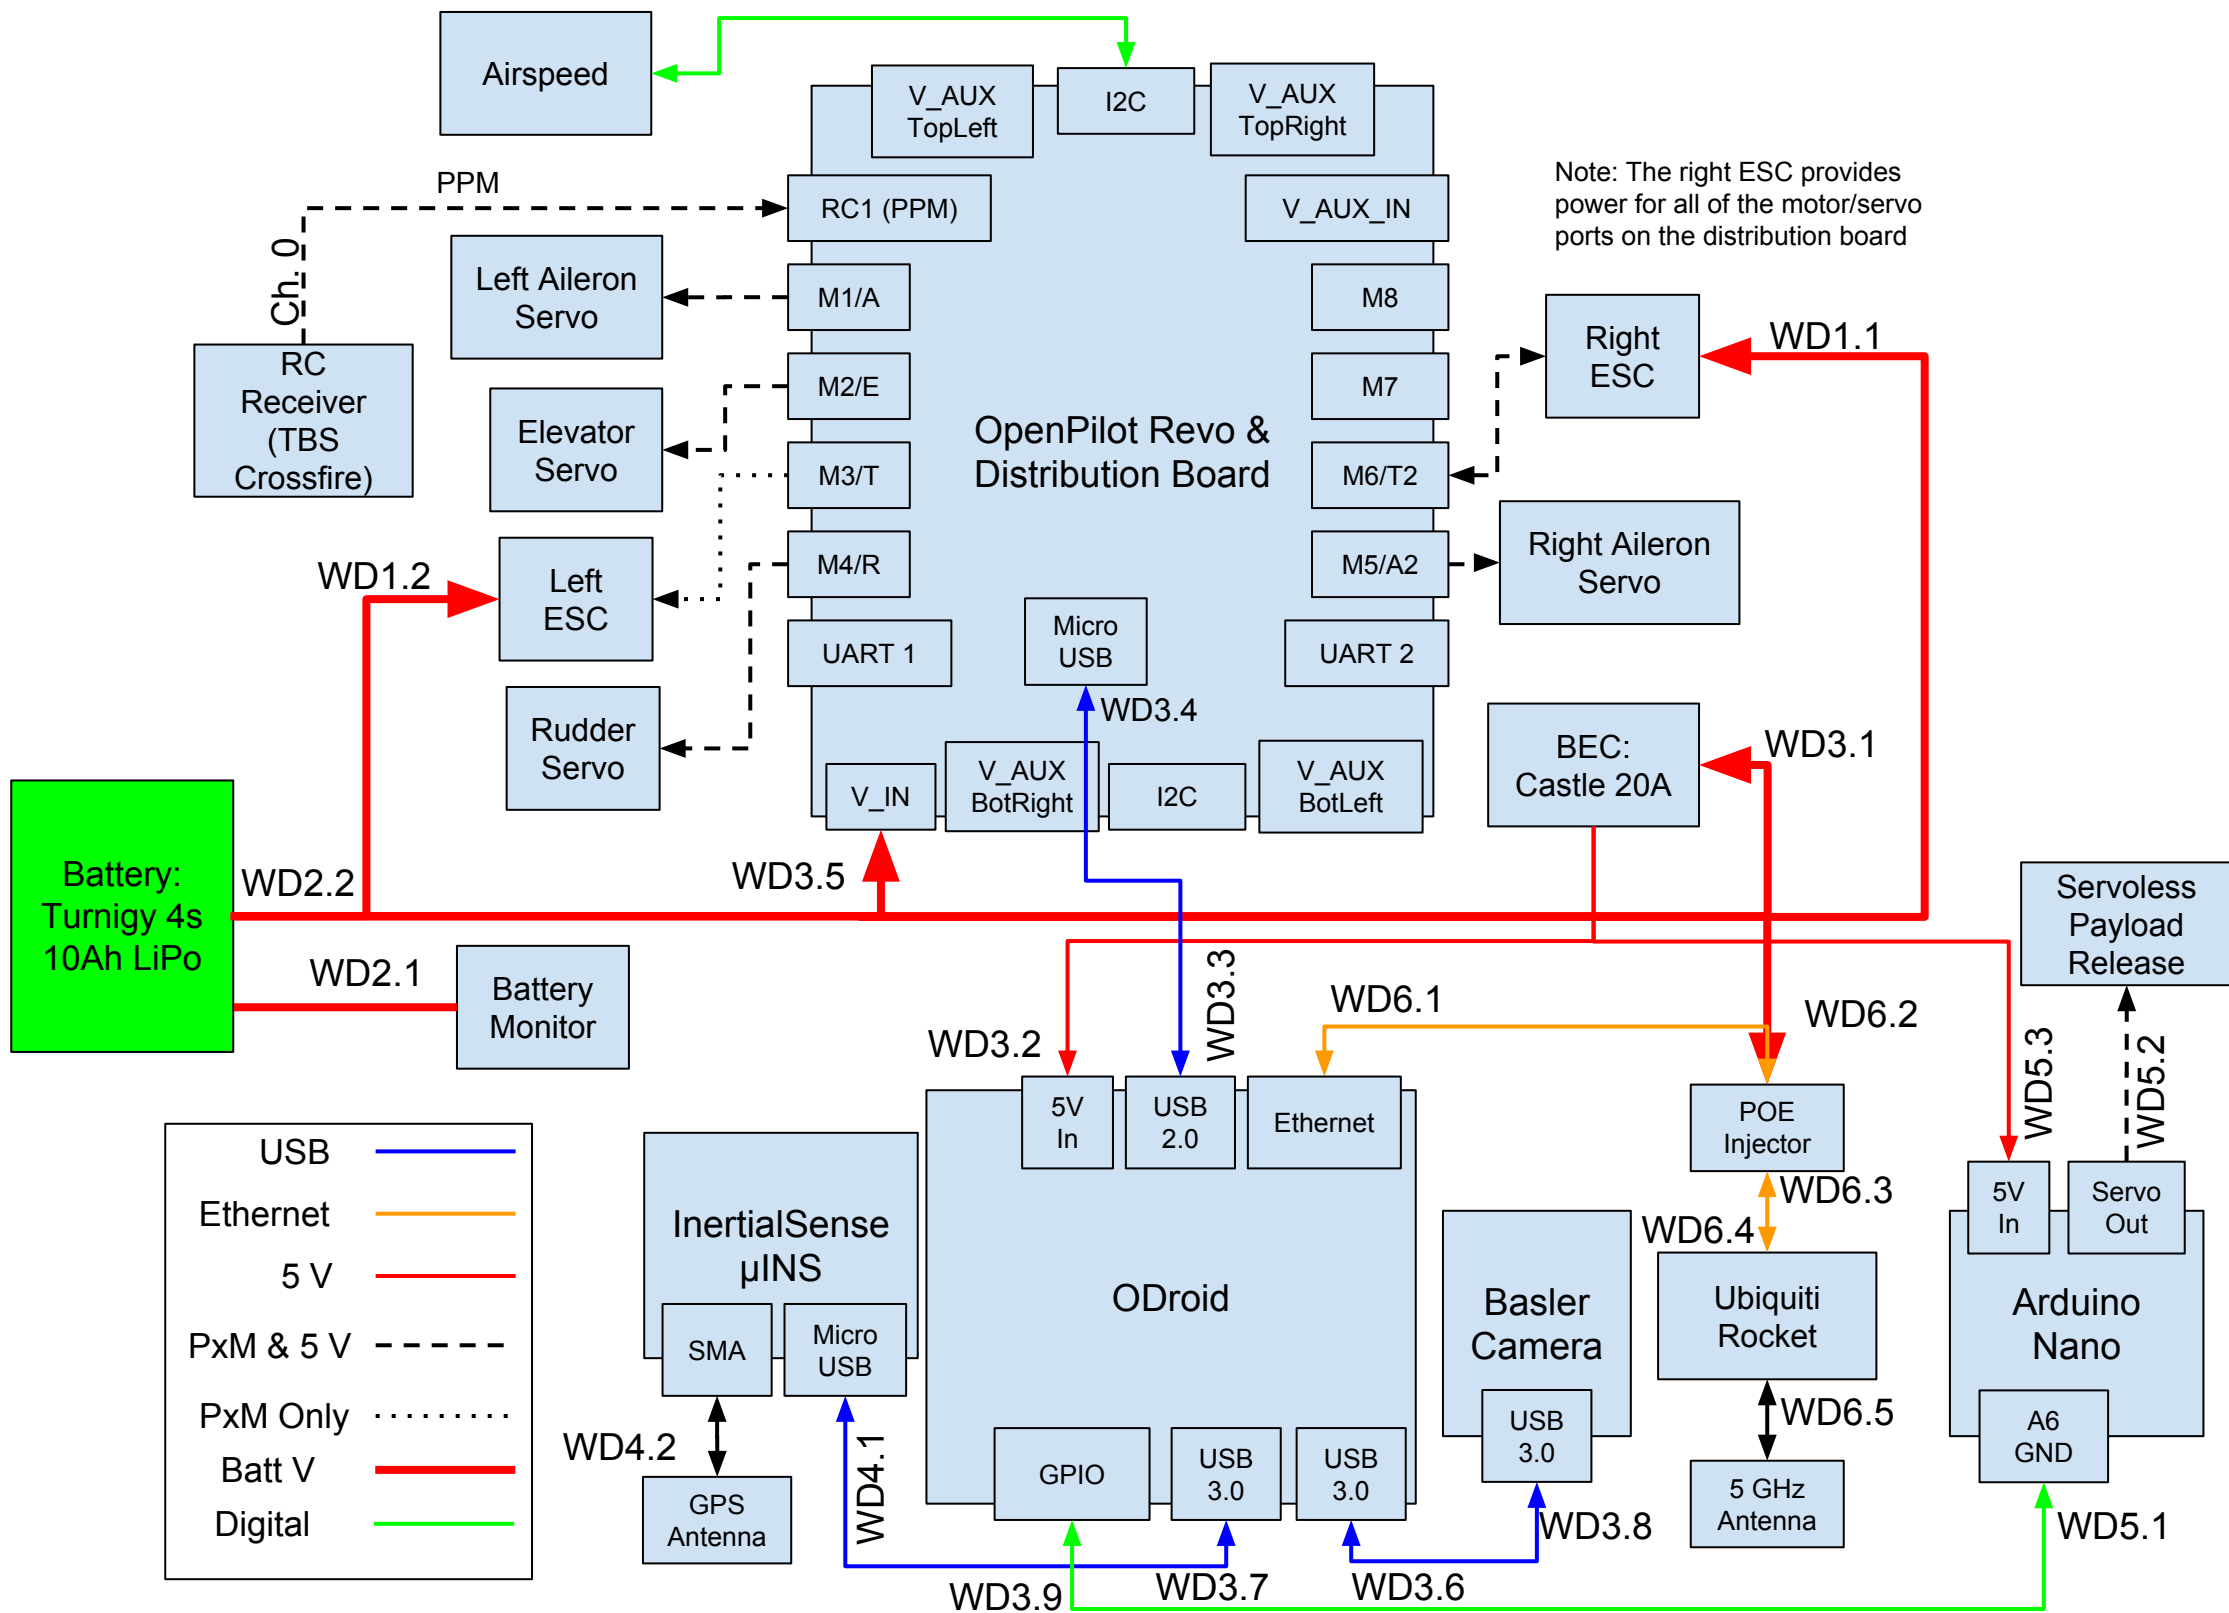 Airspeed
V_AUX
TopLeft
I2C
V_AUX
TopRight
PPM
RC1 (PPM)
V_AUX_IN
Note: The right ESC provides
power for all of the motor/servo
ports on the distribution board
Ch. 0
Left Aileron
Servo
M1/A
M8
Right
ESC
WD1.1
RC
Receiver
(TBS
Crossfire)
M2/E
M7
Elevator
Servo
OpenPilot Revo &
Distribution Board
M3/T
M6/T2
WD1.2
Left
ESC
M4/R
M5/A2
Right Aileron
Servo
UART 1
Micro
USB
UART 2
WD3.4
Rudder
Servo
BEC:
Castle 20A
WD3.1
V_IN
V_AUX
BotRight
I2C
V_AUX
BotLeft
Battery:
Turnigy 4s
10Ah LiPo
WD2.2
WD3.5
Servoless
Payload
Release
WD2.1
Battery
Monitor
WD3.3
WD6.1
WD6.2
WD3.2
WD5.3
WD5.2
5V
In
USB
2.0
Ethernet
POE
Injector
USB
Ethernet
5 V
PxM & 5 V
PxM Only
Batt V
Digital
InertialSense
µINS
SMA
Micro
USB
ODroid
Basler
Camera
WD6.3
WD6.4
Ubiquiti
Rocket
5V
In
Servo
Out
Arduino
Nano
WD4.2
WD4.1
GPIO
USB
3.0
USB
3.0
USB
3.0
WD6.5
A6
GND
GPS
Antenna
WD3.8
5 GHz
Antenna
WD5.1
WD3.9
WD3.7
WD3.6